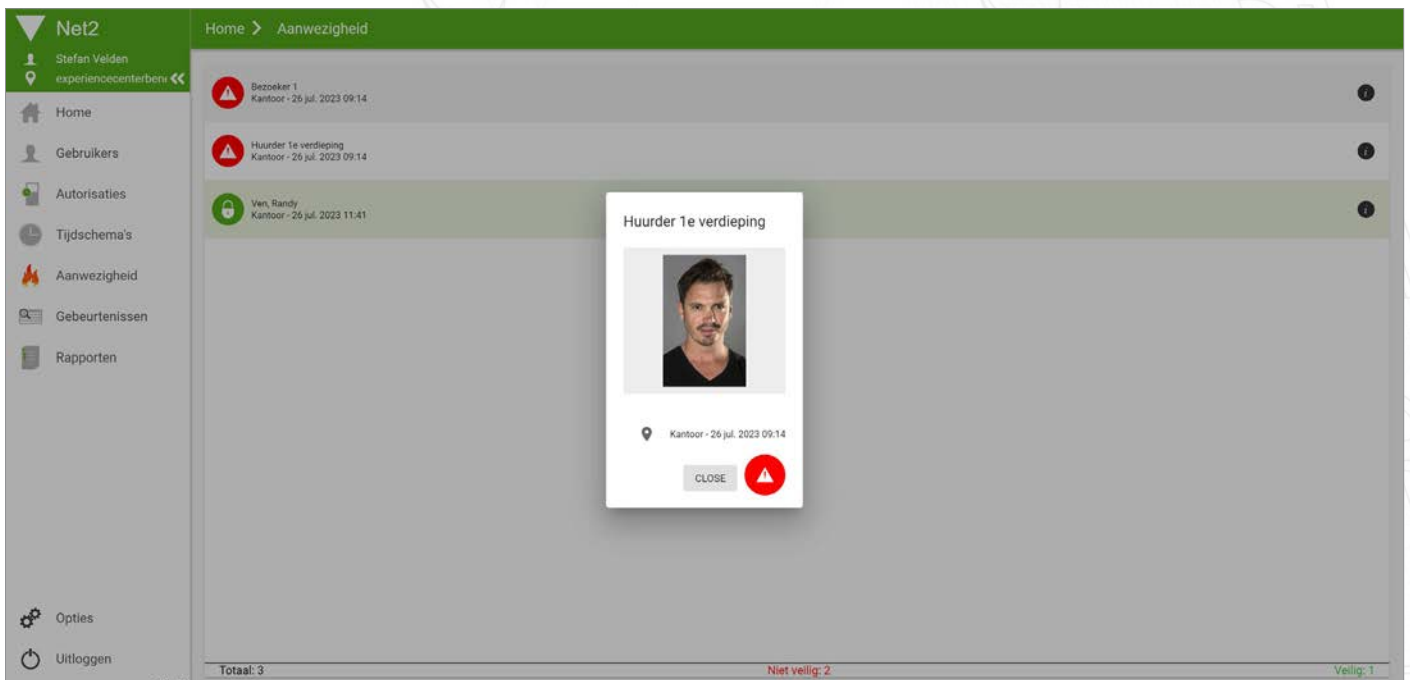 Net2
Home
Aanwezigheid
Stefan Velden
experiencecenterben
Home
Gebruikers
Autorisaties
Tijdschema's
Aanwezigheid
Gebeurtenissen
Rapporten
Opties
Uitloggen
Bezoeker 1
Kantoor - 26 jul. 2023 09:14
Huurder 1e verdieping
Kantoor - 26 jul. 2023 09:14
Ven, Randy
Kantoor - 26 jul. 2023 11:41
Huurder 1e verdieping
Kantoor - 26 jul. 2023 09:14
CLOSE
Totaal: 3
Niet veilig: 2
Veilig: 1